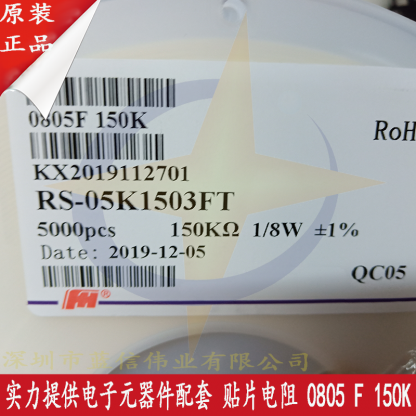 原装
正品
0805F 150K
RoH
KX2019112701
RS-05K1503FT
5000pcs 150KΩ 1/8W ±1%
Date: 2019-12-05
QC05
FH ®
实力提供电子元器件配套 贴片电阻 0805 F 150K